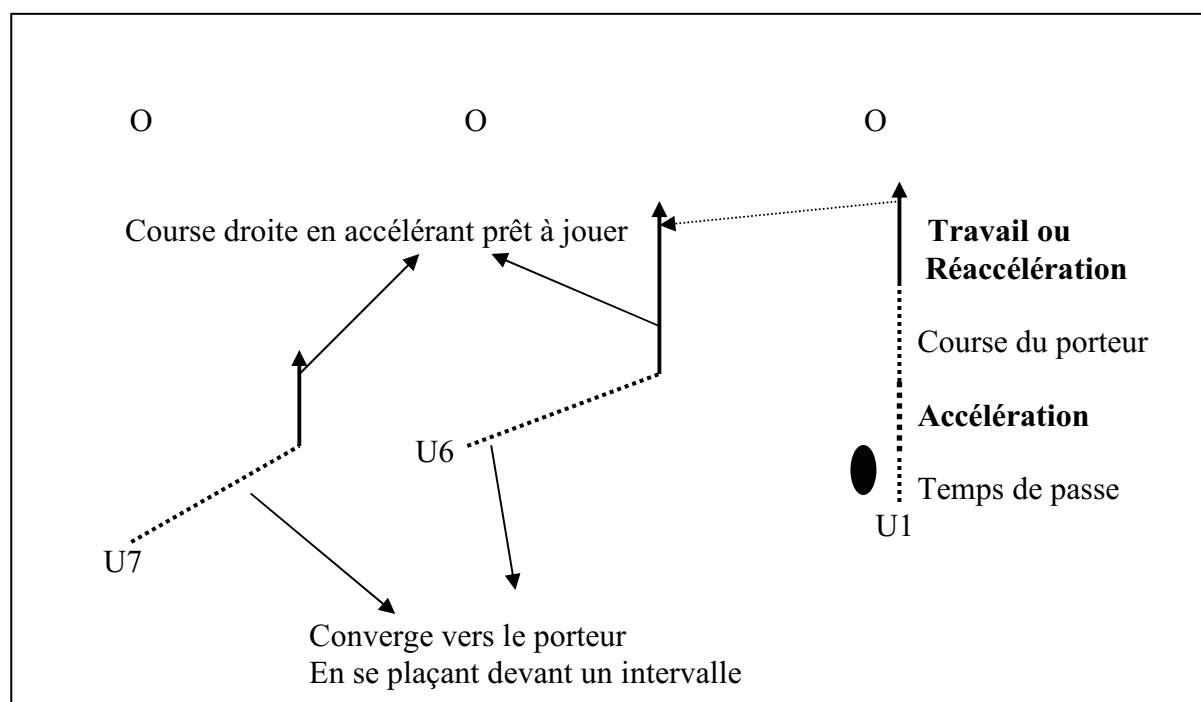 O O O
Course droite en accélérant prêt à jouer
Travail ou
Réaccélération
Course du porteur
Accélération
U6
Temps de passe
U1
U7
Converge vers le porteur
En se plaçant devant un intervalle